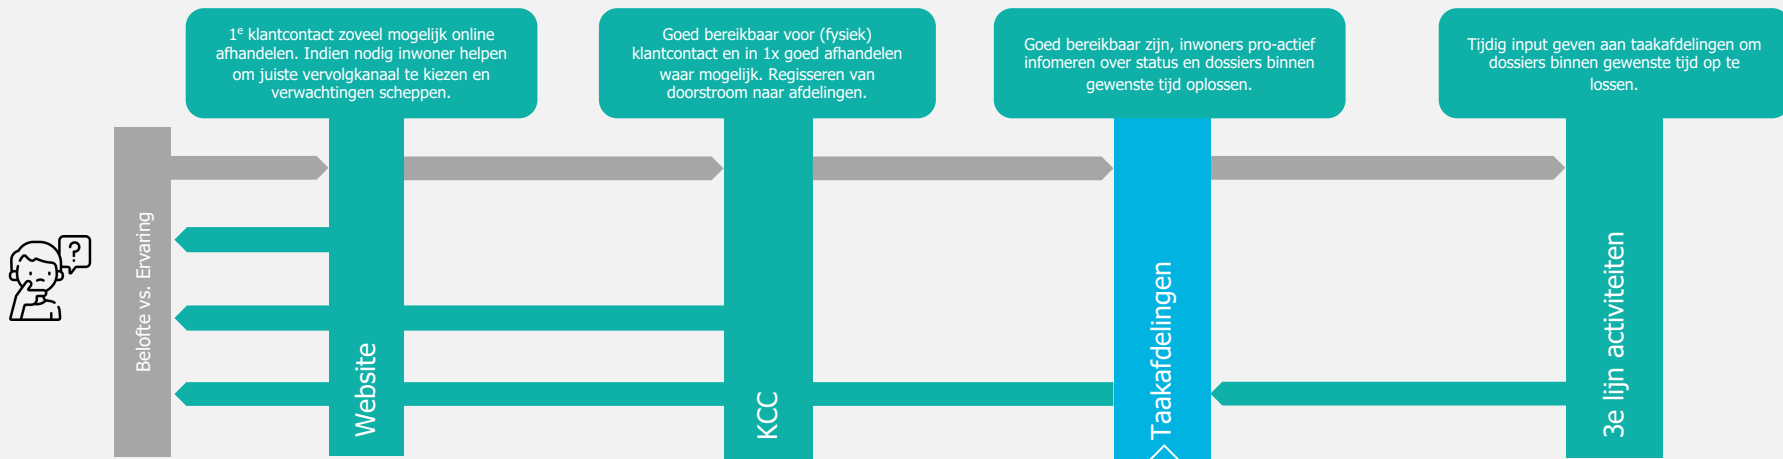 1e klantcontact zoveel mogelijk online
afhandelen. Indien nodig inwoner helpen
om juiste vervolgkanaal te kiezen en
verwachtingen scheppen.
Goed bereikbaar voor (fysiek)
klantcontact en in 1x goed afhandelen
waar mogelijk. Regisseren van
doorstroom naar afdelingen.
Goed bereikbaar zijn, inwoners pro-actief
infomeren over status en dossiers binnen
gewenste tijd oplossen.
Tijdig input geven aan taakafdelingen om
dossiers binnen gewenste tijd op te
lossen.
?
Belofte vs. Ervaring
Website
KCC
Taakafdelingen
3e lijn activiteiten